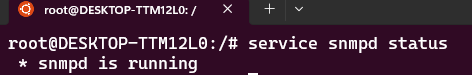 root@DESKTOP-TTM12L0: /
root@DESKTOP-TTM12L0:/# service snmpd status
* snmpd is running